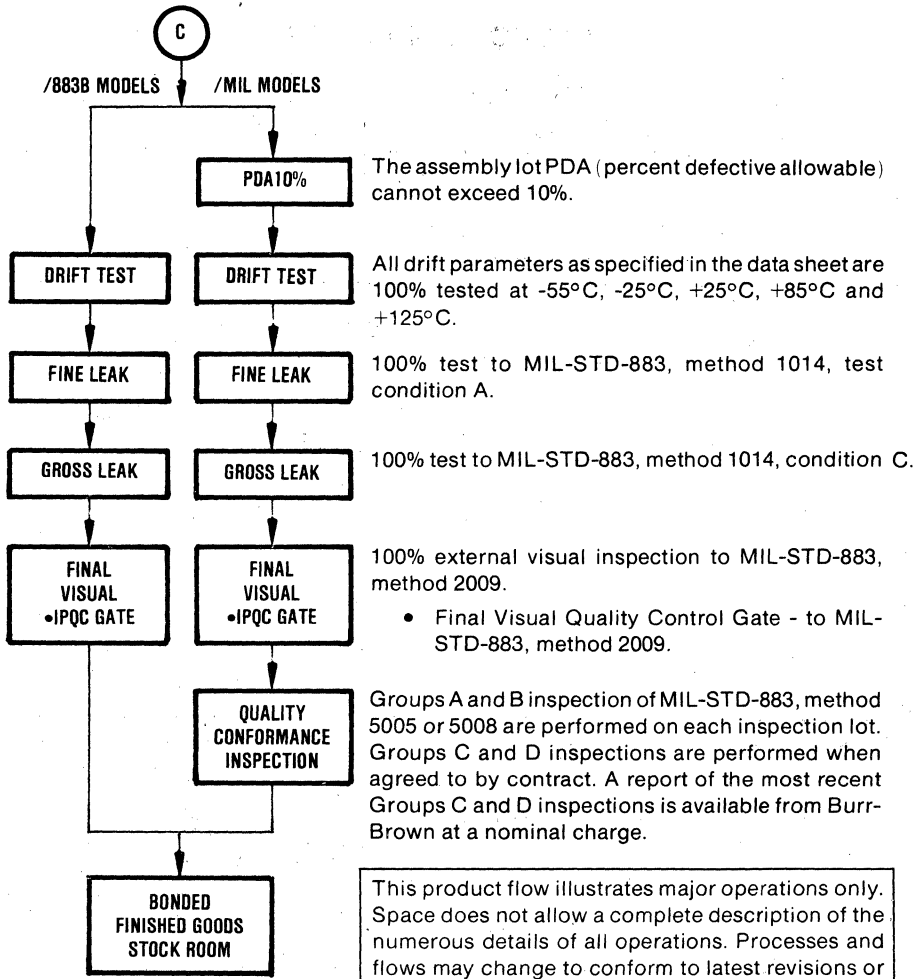 C
/883B MODELS /MIL MODELS
PDA10%
The assembly lot PDA (percent defective allowable)
cannot exceed 10%.
DRIFT TEST
DRIFT TEST
All drift parameters as specified in the data sheet are
100% tested at -55°C, -25°C, +25°C, +85°C and
+125°C.
FINE LEAK
FINE LEAK
100% test to MIL-STD-883, method 1014, test
condition A.
GROSS LEAK
GROSS LEAK
100% test to MIL-STD-883, method 1014, condition C.
FINAL
VISUAL
•IPQC GATE
FINAL
VISUAL
•IPQC GATE
100% external visual inspection to MIL-STD-883,
method 2009.
• Final Visual Quality Control Gate - to MIL-
STD-883, method 2009.
QUALITY
CONFORMANCE
INSPECTION
Groups A and B inspection of MIL-STD-883, method
5005 or 5008 are performed on each inspection lot.
Groups C and D inspections are performed when
agreed to by contract. A report of the most recent
Groups C and D inspections is available from Burr-
Brown at a nominal charge.
BONDED
FINISHED GOODS
STOCK ROOM
This product flow illustrates major operations only.
Space does not allow a complete description of the
numerous details of all operations. Processes and
flows may change to conform to latest revisions or